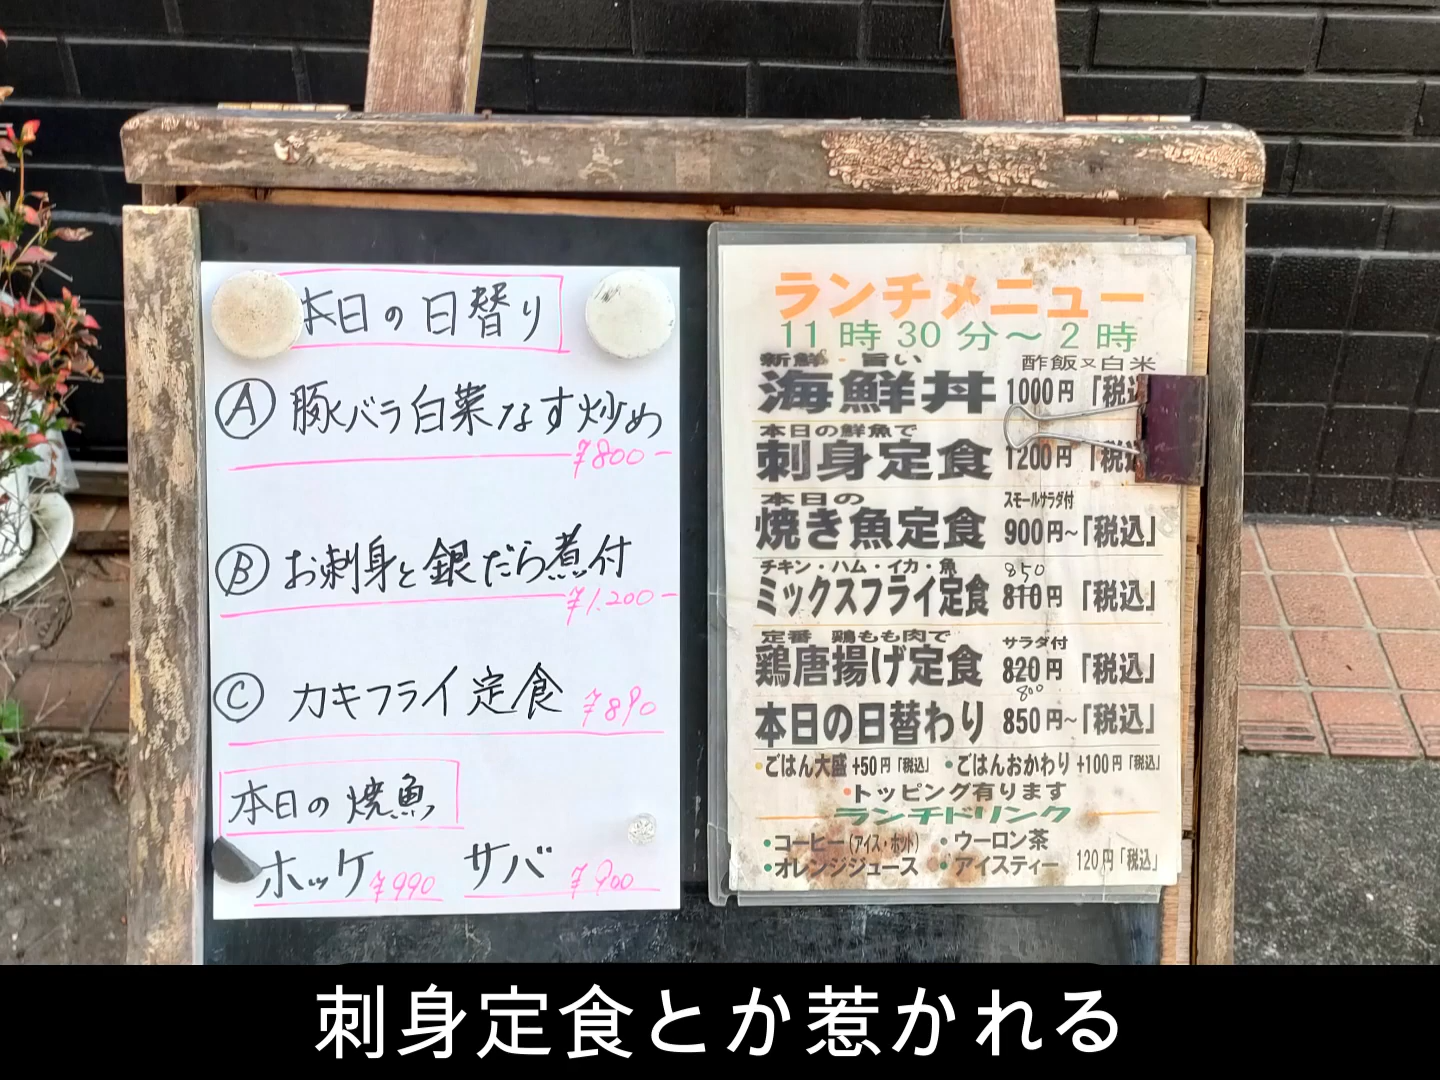 本日の日替り
Ⓐ 豚バラ白菜なす炒め
¥800-
Ⓑ お刺身と銀だら煮付
¥1.200-
Ⓒ カキフライ定食 ¥890
本日の焼魚
ホッケ ¥990 サバ ¥900
ランチメニュー
11時30分～2時
新鮮 旨い 酢飯又白米
海鮮丼 1000円「税
本日の鮮魚で
刺身定食 1200円「税
本日の スモールサラダ付
焼き魚定食 900円～「税込」
チキン・ハム・イカ・魚 850
ミックスフライ定食 810円「税込」
定番 鶏もも肉で サラダ付
鶏唐揚げ定食 820円「税込」
800
本日の日替わり 850円～「税込」
・ごはん大盛+50円「税込」 ・ごはんおかわり+100円「税込」
・トッピング有ります
ランチドリンク
・コーヒー(アイス・ホット) ・ウーロン茶
・オレンジジュース ・アイスティー 120円「税込」
刺身定食とか惹かれる